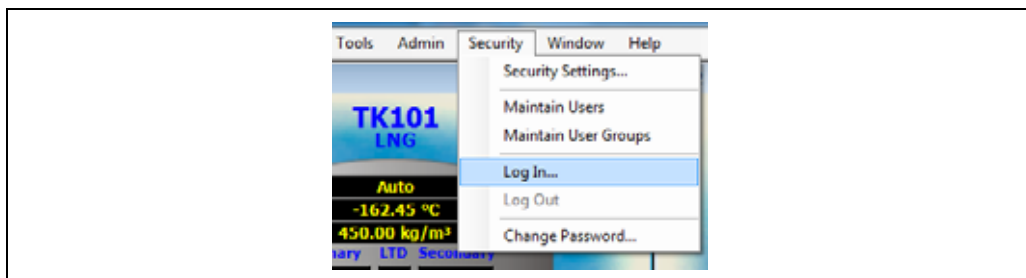 Tools Admin Security Window Help
Security Settings...
TK101
LNG
Maintain Users
Maintain User Groups
Log In...
Auto
Log Out
-162.45 °C
450.00 kg/m³
Change Password...
LTD